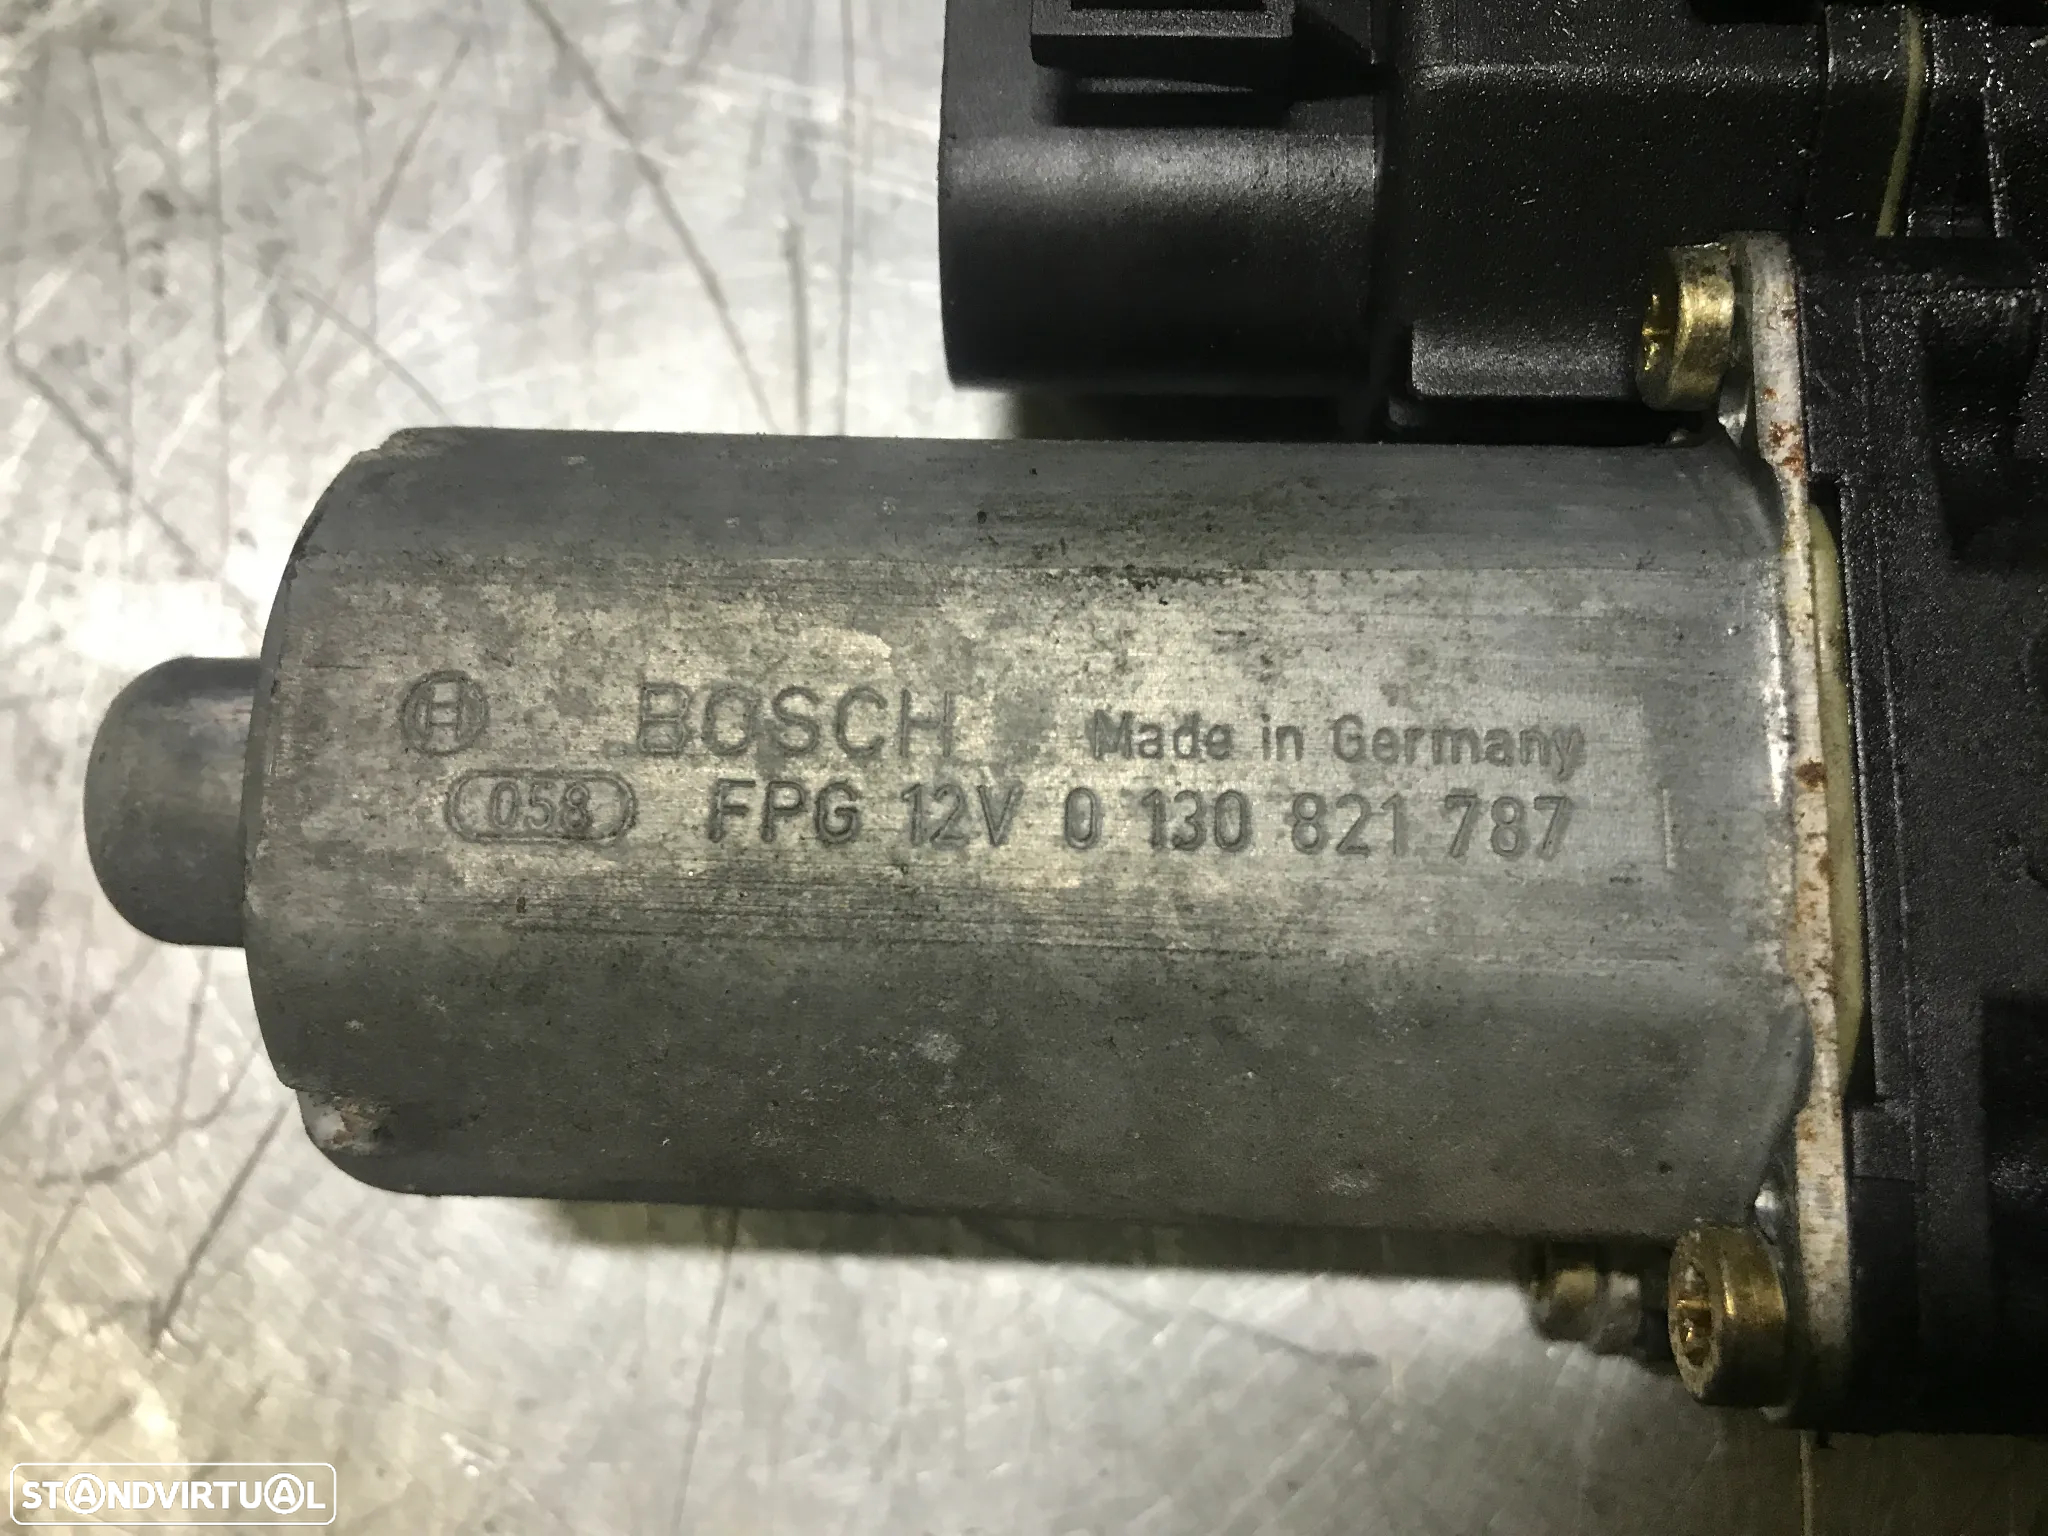 BOSCH Made in Germany
058 FPG 12V 0 130 821 787
STANDVIRTUAL